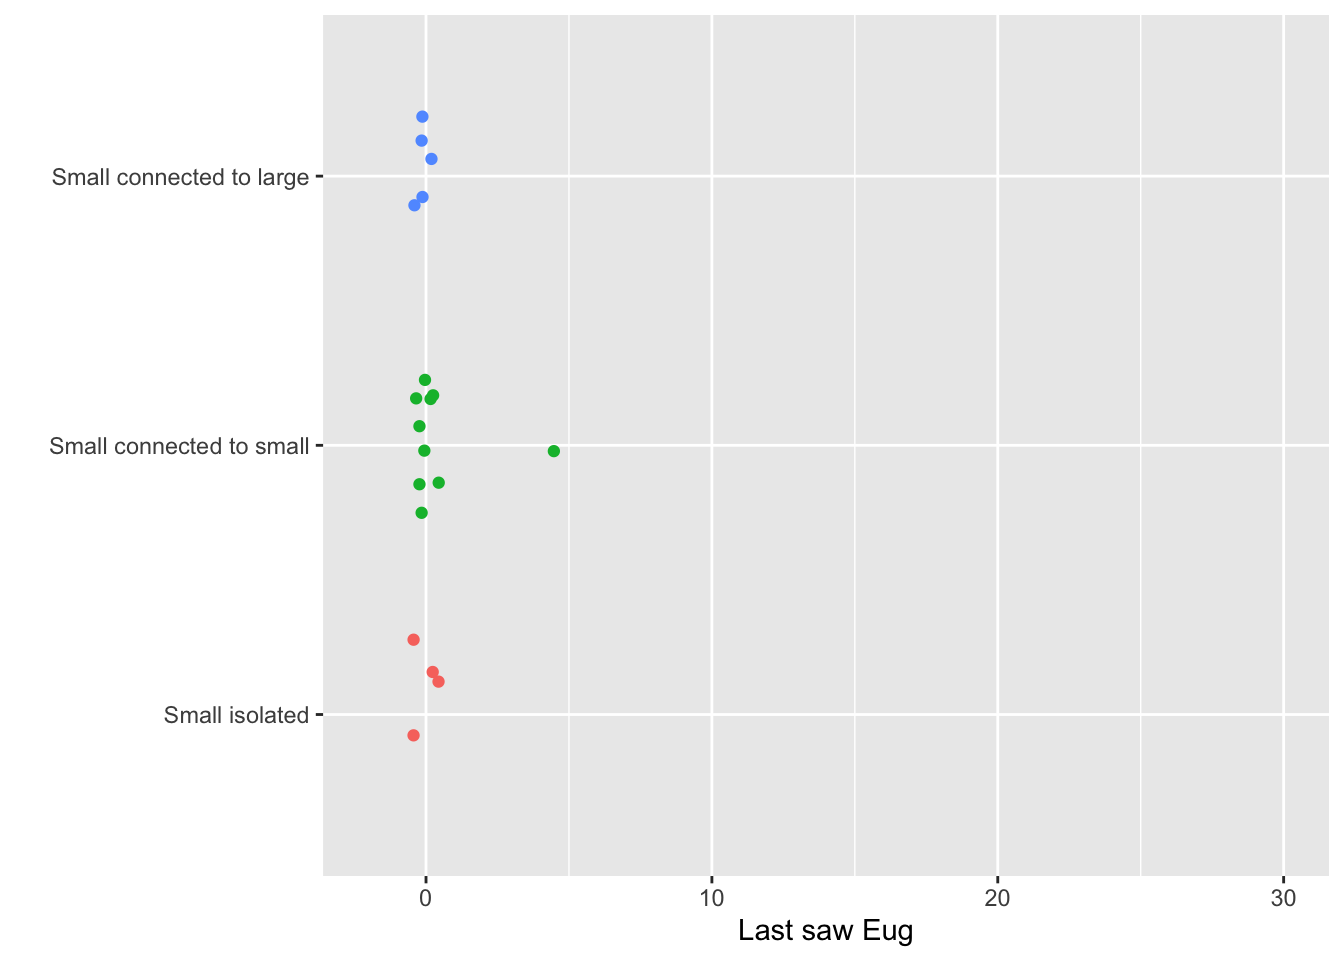 Small connected to large
Small connected to small
Small isolated
0 10 20 30
Last saw Eug